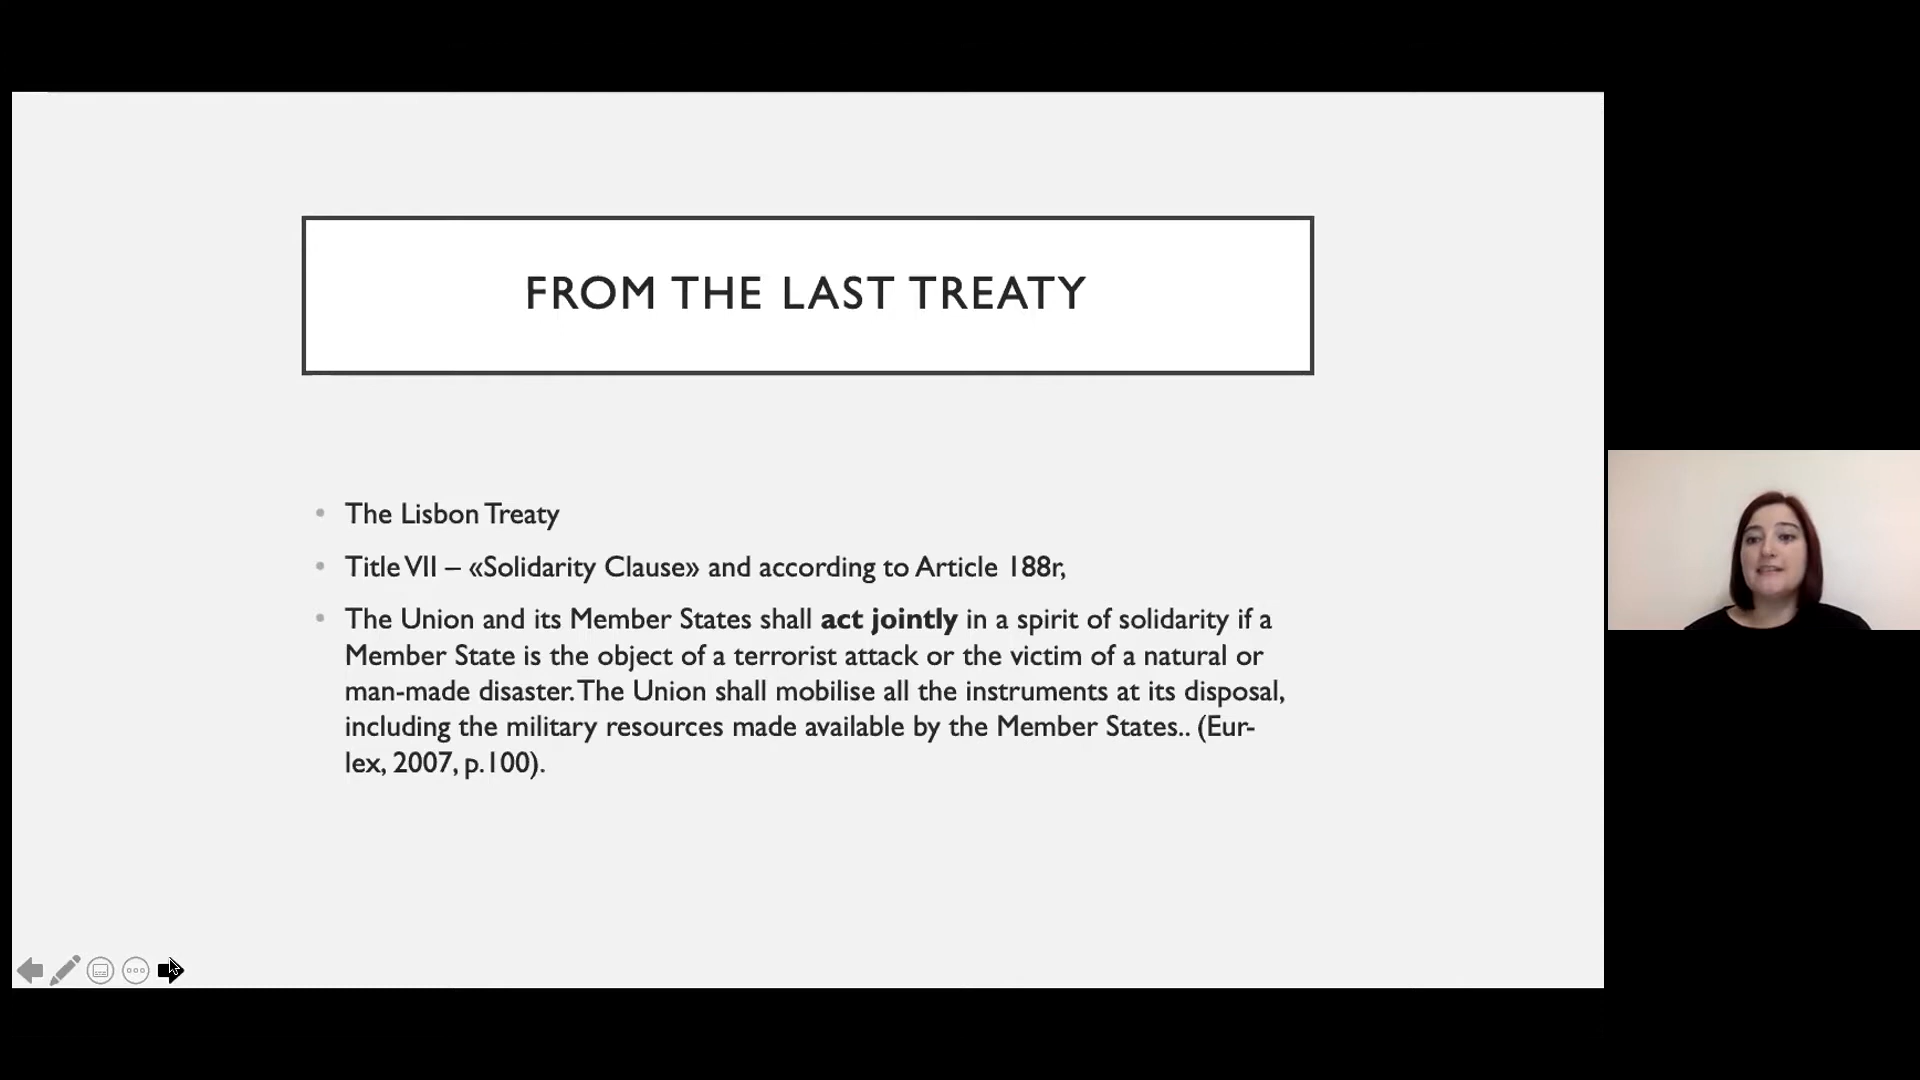 FROM THE LAST TREATY
• The Lisbon Treaty
• Title VII – «Solidarity Clause» and according to Article 188r,
• The Union and its Member States shall act jointly in a spirit of solidarity if a
Member State is the object of a terrorist attack or the victim of a natural or
man-made disaster. The Union shall mobilise all the instruments at its disposal,
including the military resources made available by the Member States.. (Eur-
lex, 2007, p.100).